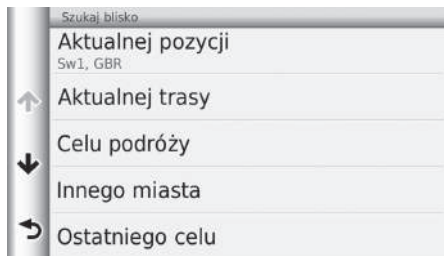 Szukaj blisko
Aktualnej pozycji
Sw1, GBR
Aktualnej trasy
Celu podróży
Innego miasta
Ostatniego celu